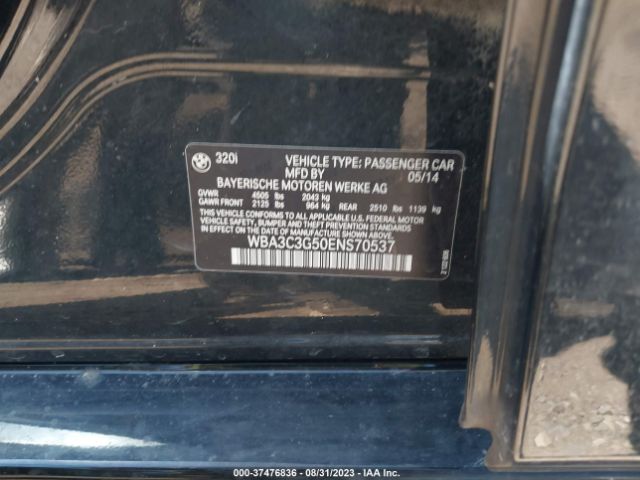 320i VEHICLE TYPE: PASSENGER CAR
MFD BY 05/14
BAYERISCHE MOTOREN WERKE AG
GVWR 4505 lbs 2043 kg
GAWR FRONT 2125 lbs 964 kg REAR 2510 lbs 1139 kg
THIS VEHICLE CONFORMS TO ALL APPLICABLE U.S. FEDERAL MOTOR
VEHICLE SAFETY, BUMPER AND THEFT PREVENTION STANDARDS
IN EFFECT ON THE DATE OF MANUFACTURE SHOWN ABOVE.
WBA3C3G50ENS70537
000-37476836 - 08/31/2023 - IAA Inc.